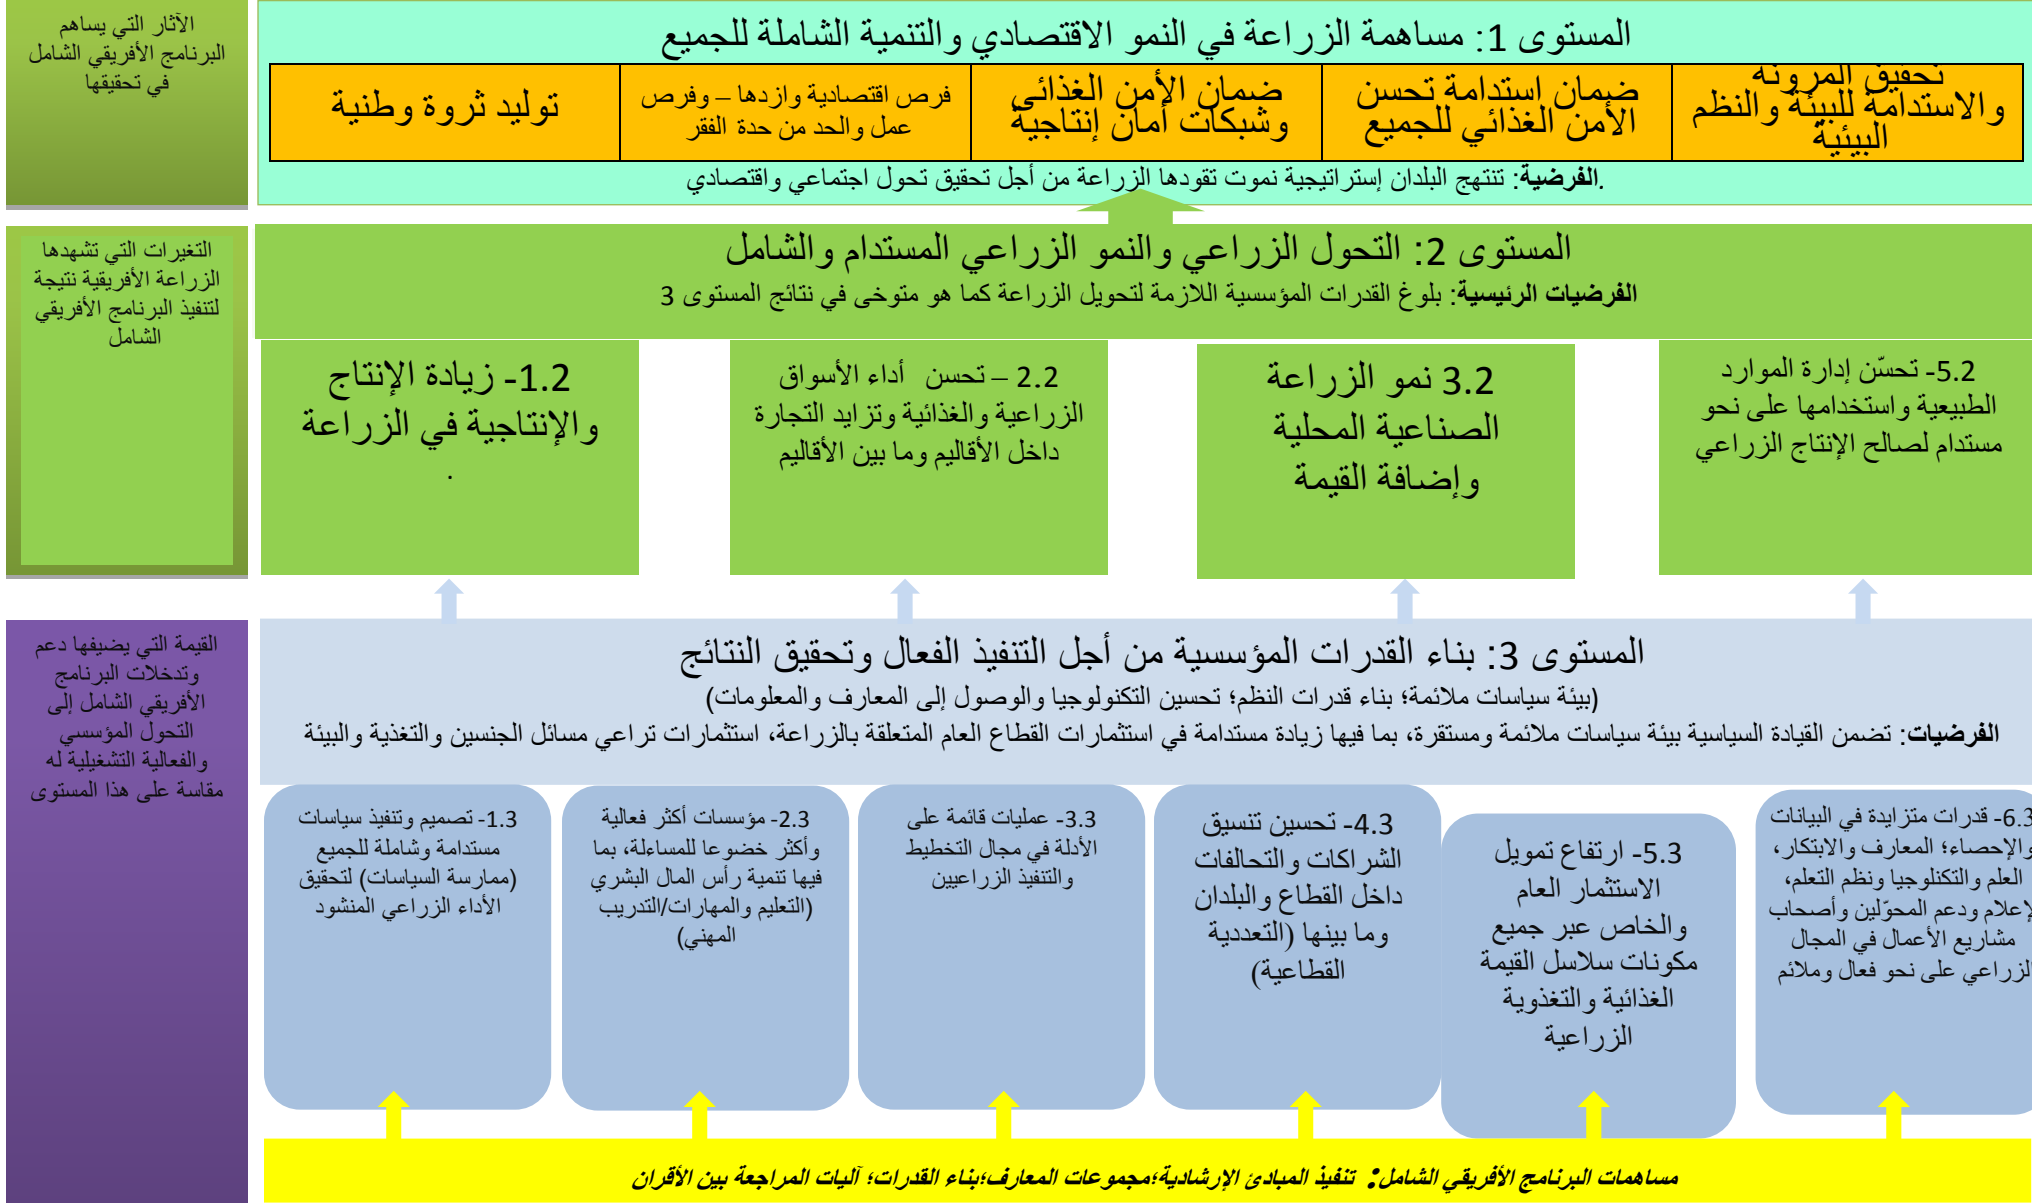 الآثار التي يساهم
البرنامج الأفريقي الشامل
في تحقيقها
المستوى 1: مساهمة الزراعة في النمو الاقتصادي والتنمية الشاملة للجميع
توليد ثروة وطنية
فرص اقتصادية وازدها – وفرص
عمل والحد من حدة الفقر
ضمان الأمن الغذائي
وشبكات أمان إنتاجية
ضمان استدامة تحسن
الأمن الغذائي للجميع
تحقيق المرونة
والاستدامة للبيئة والنظم
البيئية
.الفرضية: تنتهج البلدان إستراتيجية نموت تقودها الزراعة من أجل تحقيق تحول اجتماعي واقتصادي
التغيرات التي تشهدها
الزراعة الأفريقية نتيجة
لتنفيذ البرنامج الأفريقي
الشامل
المستوى 2: التحول الزراعي والنمو الزراعي المستدام والشامل
الفرضيات الرئيسية: بلوغ القدرات المؤسسية اللازمة لتحويل الزراعة كما هو متوخى في نتائج المستوى 3
1.2- زيادة الإنتاج
والإنتاجية في الزراعة
.
2.2 – تحسن أداء الأسواق
الزراعية والغذائية وتزايد التجارة
داخل الأقاليم وما بين الأقاليم
3.2 نمو الزراعة
الصناعية المحلية
وإضافة القيمة
5.2- تحسّن إدارة الموارد
الطبيعية واستخدامها على نحو
مستدام لصالح الإنتاج الزراعي
القيمة التي يضيفها دعم
وتدخلات البرنامج
الأفريقي الشامل إلى
التحول المؤسسي
والفعالية التشغيلية له
مقاسة على هذا المستوى
المستوى 3: بناء القدرات المؤسسية من أجل التنفيذ الفعال وتحقيق النتائج
(بيئة سياسات ملائمة؛ بناء قدرات النظم؛ تحسين التكنولوجيا والوصول إلى المعارف والمعلومات)
الفرضيات: تضمن القيادة السياسية بيئة سياسات ملائمة ومستقرة، بما فيها زيادة مستدامة في استثمارات القطاع العام المتعلقة بالزراعة، استثمارات تراعي مسائل الجنسين والتغذية والبيئة
1.3- تصميم وتنفيذ سياسات
مستدامة وشاملة للجميع
(ممارسة السياسات) لتحقيق
الأداء الزراعي المنشود
2.3- مؤسسات أكثر فعالية
وأكثر خضوعا للمساءلة، بما
فيها تنمية رأس المال البشري
(التعليم والمهارات/التدريب
المهني)
3.3- عمليات قائمة على
الأدلة في مجال التخطيط
والتنفيذ الزراعيين
4.3- تحسين تنسيق
الشراكات والتحالفات
داخل القطاع والبلدان
وما بينها (التعددية
القطاعية)
5.3- ارتفاع تمويل
الاستثمار العام
والخاص عبر جميع
مكونات سلاسل القيمة
الغذائية والتغذوية
الزراعية
6.3- قدرات متزايدة في البيانات
والإحصاء؛ المعارف والابتكار،
العلم والتكنلوجيا ونظم التعلم،
لإعلام ودعم المحوّلين وأصحاب
مشاريع الأعمال في المجال
الزراعي على نحو فعال وملائم
مساهمات البرنامج الأفريقي الشامل: تنفيذ المبادئ الإرشادية؛مجموعات المعارف؛بناء القدرات؛ آليات المراجعة بين الأقران